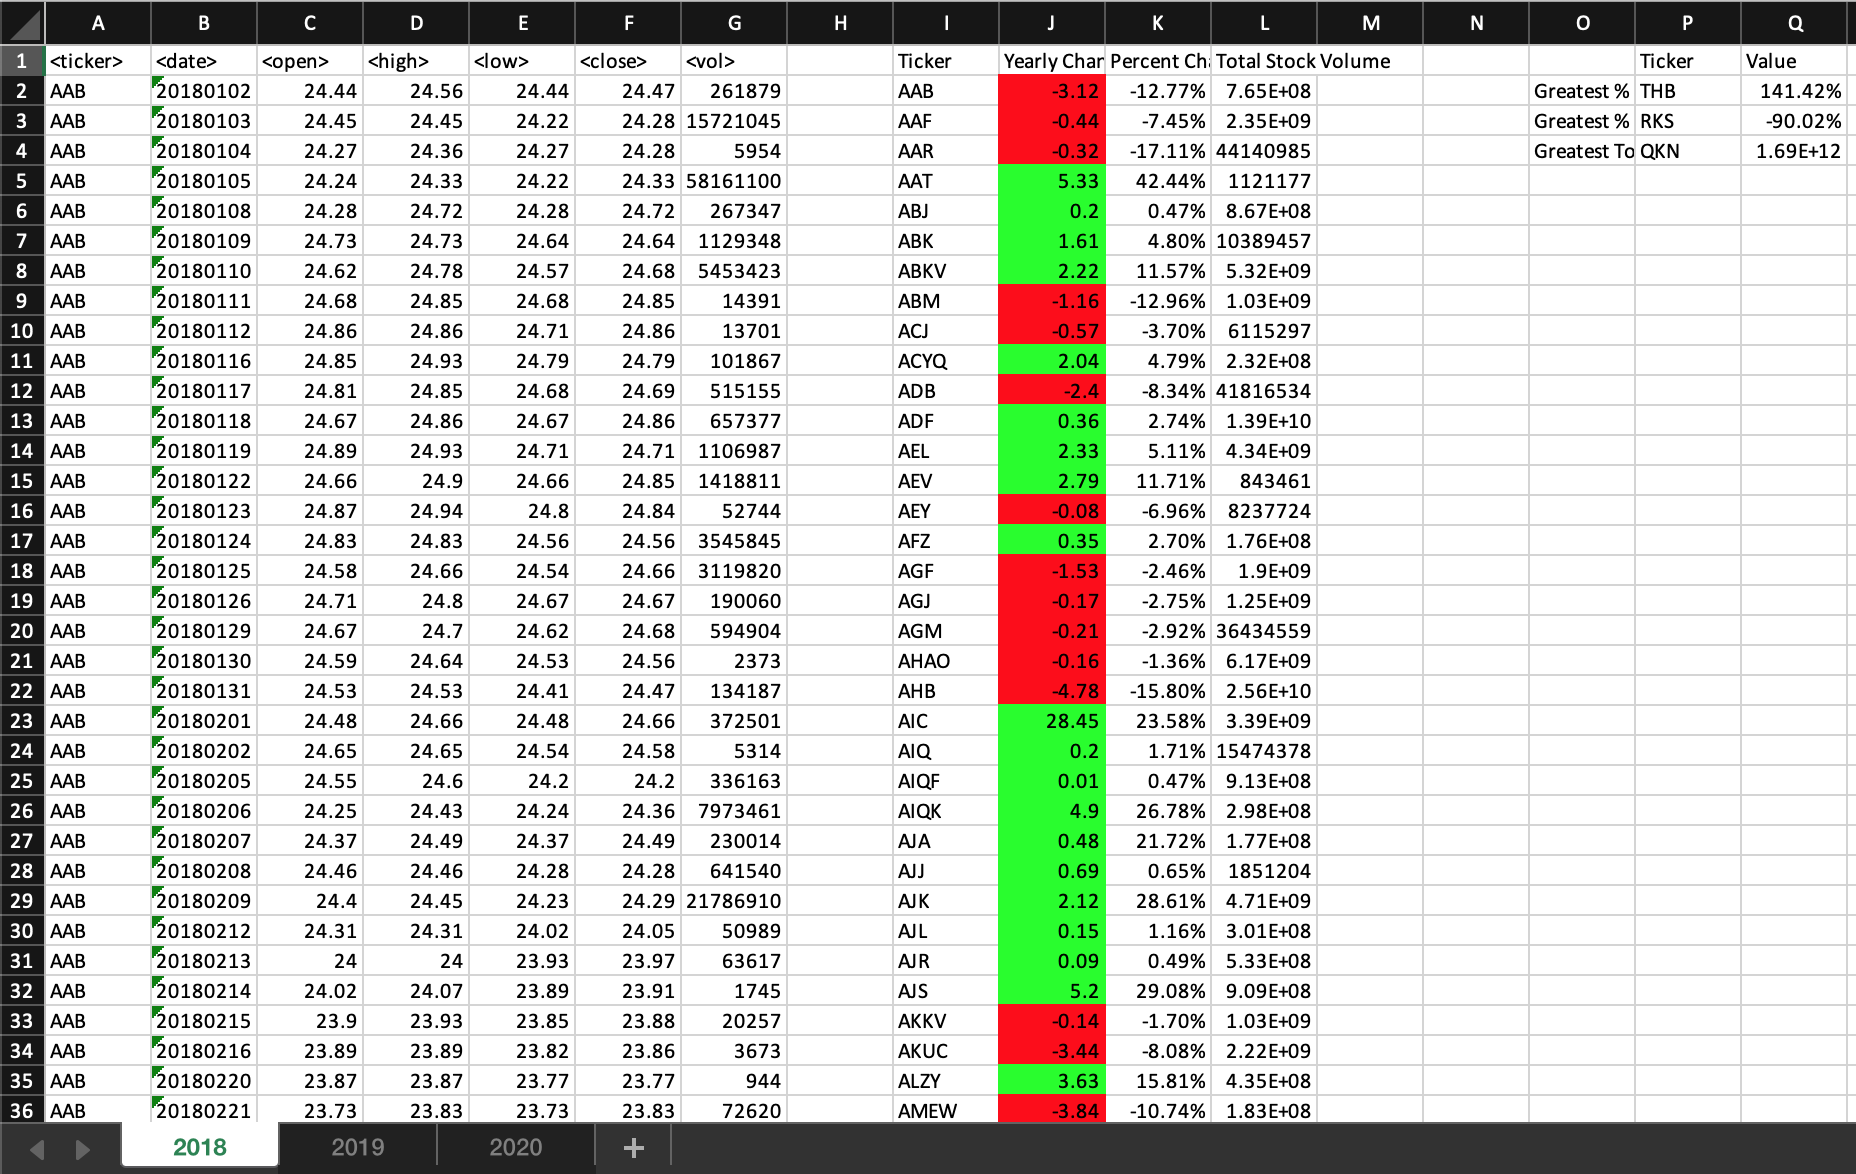 A B C D E F G H I J K L M N O P Q
1 <ticker> <date> <open> <high> <low> <close> <vol> Ticker Yearly Chan Percent Ch Total Stock Volume Ticker Value
2 AAB 20180102 24.44 24.56 24.44 24.47 261879 AAB -3.12 -12.77% 7.65E+08 Greatest % THB 141.42%
3 AAB 20180103 24.45 24.45 24.22 24.28 15721045 AAF -0.44 -7.45% 2.35E+09 Greatest % RKS -90.02%
4 AAB 20180104 24.27 24.36 24.27 24.28 5954 AAR -0.32 -17.11% 44140985 Greatest To QKN 1.69E+12
5 AAB 20180105 24.24 24.33 24.22 24.33 58161100 AAT 5.33 42.44% 1121177
6 AAB 20180108 24.28 24.72 24.28 24.72 267347 ABJ 0.2 0.47% 8.67E+08
7 AAB 20180109 24.73 24.73 24.64 24.64 1129348 ABK 1.61 4.80% 10389457
8 AAB 20180110 24.62 24.78 24.57 24.68 5453423 ABKV 2.22 11.57% 5.32E+09
9 AAB 20180111 24.68 24.85 24.68 24.85 14391 ABM -1.16 -12.96% 1.03E+09
10 AAB 20180112 24.86 24.86 24.71 24.86 13701 ACJ -0.57 -3.70% 6115297
11 AAB 20180116 24.85 24.93 24.79 24.79 101867 ACYQ 2.04 4.79% 2.32E+08
12 AAB 20180117 24.81 24.85 24.68 24.69 515155 ADB -2.4 -8.34% 41816534
13 AAB 20180118 24.67 24.86 24.67 24.86 657377 ADF 0.36 2.74% 1.39E+10
14 AAB 20180119 24.89 24.93 24.71 24.71 1106987 AEL 2.33 5.11% 4.34E+09
15 AAB 20180122 24.66 24.9 24.66 24.85 1418811 AEV 2.79 11.71% 843461
16 AAB 20180123 24.87 24.94 24.8 24.84 52744 AEY -0.08 -6.96% 8237724
17 AAB 20180124 24.83 24.83 24.56 24.56 3545845 AFZ 0.35 2.70% 1.76E+08
18 AAB 20180125 24.58 24.66 24.54 24.66 3119820 AGF -1.53 -2.46% 1.9E+09
19 AAB 20180126 24.71 24.8 24.67 24.67 190060 AGJ -0.17 -2.75% 1.25E+09
20 AAB 20180129 24.67 24.7 24.62 24.68 594904 AGM -0.21 -2.92% 36434559
21 AAB 20180130 24.59 24.64 24.53 24.56 2373 AHAO -0.16 -1.36% 6.17E+09
22 AAB 20180131 24.53 24.53 24.41 24.47 134187 AHB -4.78 -15.80% 2.56E+10
23 AAB 20180201 24.48 24.66 24.48 24.66 372501 AIC 28.45 23.58% 3.39E+09
24 AAB 20180202 24.65 24.65 24.54 24.58 5314 AIQ 0.2 1.71% 15474378
25 AAB 20180205 24.55 24.6 24.2 24.2 336163 AIQF 0.01 0.47% 9.13E+08
26 AAB 20180206 24.25 24.43 24.24 24.36 7973461 AIQK 4.9 26.78% 2.98E+08
27 AAB 20180207 24.37 24.49 24.37 24.49 230014 AJA 0.48 21.72% 1.77E+08
28 AAB 20180208 24.46 24.46 24.28 24.28 641540 AJJ 0.69 0.65% 1851204
29 AAB 20180209 24.4 24.45 24.23 24.29 21786910 AJK 2.12 28.61% 4.71E+09
30 AAB 20180212 24.31 24.31 24.02 24.05 50989 AJL 0.15 1.16% 3.01E+08
31 AAB 20180213 24 24 23.93 23.97 63617 AJR 0.09 0.49% 5.33E+08
32 AAB 20180214 24.02 24.07 23.89 23.91 1745 AJS 5.2 29.08% 9.09E+08
33 AAB 20180215 23.9 23.93 23.85 23.88 20257 AKKV -0.14 -1.70% 1.03E+09
34 AAB 20180216 23.89 23.89 23.82 23.86 3673 AKUC -3.44 -8.08% 2.22E+09
35 AAB 20180220 23.87 23.87 23.77 23.77 944 ALZY 3.63 15.81% 4.35E+08
36 AAB 20180221 23.73 23.83 23.73 23.83 72620 AMEW -3.84 -10.74% 1.83E+08
2018 2019 2020 +